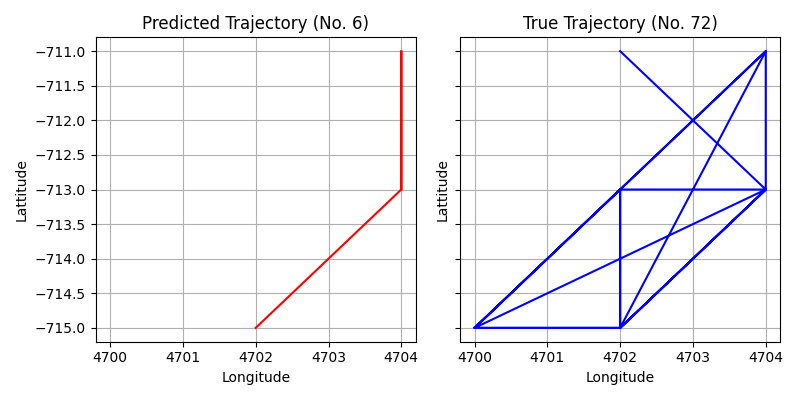 Predicted Trajectory (No. 6)
True Trajectory (No. 72)
Lattitude
−711.0
−711.5
−712.0
−712.5
−713.0
−713.5
−714.0
−714.5
−715.0
4700 4701 4702 4703 4704
Longitude
Lattitude
4700 4701 4702 4703 4704
Longitude